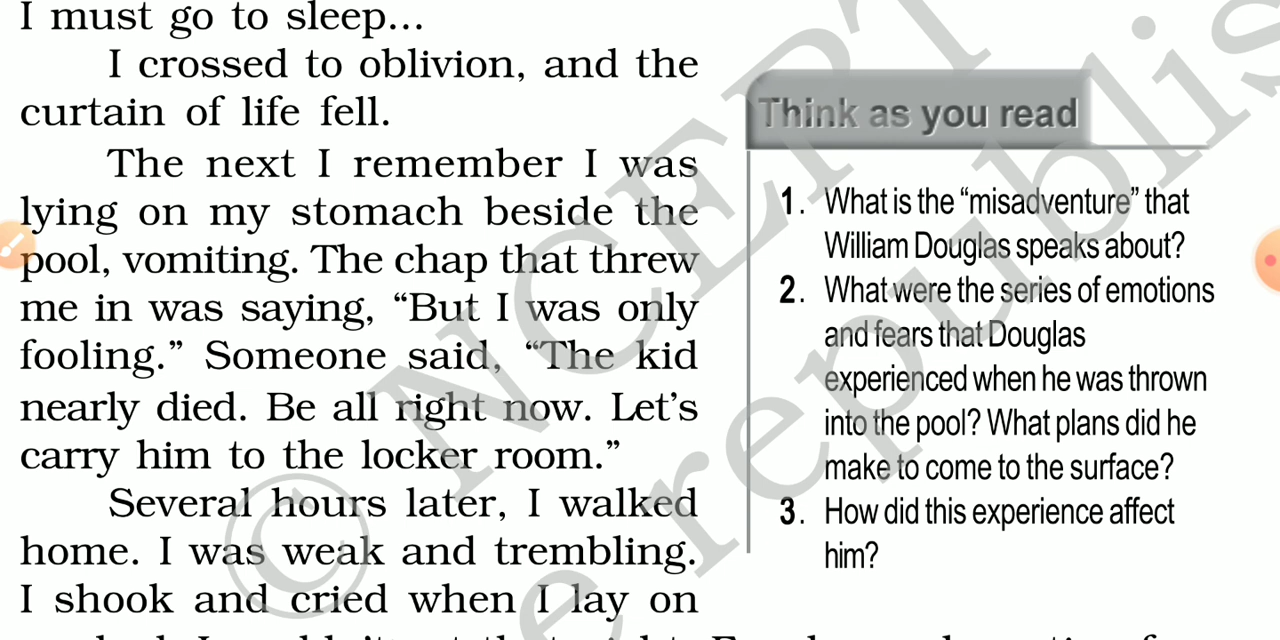 I must go to sleep...
I crossed to oblivion, and the
curtain of life fell.
The next I remember I was
lying on my stomach beside the
pool, vomiting. The chap that threw
me in was saying, “But I was only
fooling.” Someone said, “The kid
nearly died. Be all right now. Let’s
carry him to the locker room.”
Several hours later, I walked
home. I was weak and trembling.
I shook and cried when I lay on
Think as you read
1. What is the “misadventure” that
William Douglas speaks about?
2. What were the series of emotions
and fears that Douglas
experienced when he was thrown
into the pool? What plans did he
make to come to the surface?
3. How did this experience affect
him?
© NCERT
republis